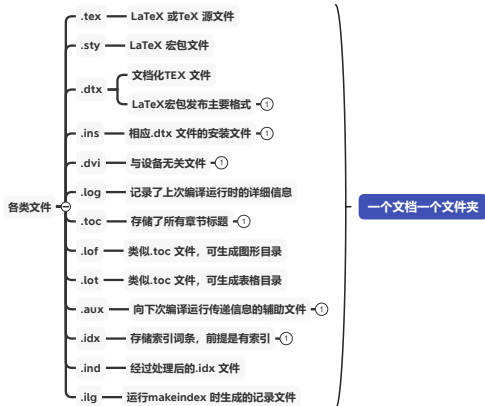 .tex
LaTeX 或TeX 源文件
.sty
LaTeX 宏包文件
.dtx
文档化TEX 文件
LaTeX宏包发布主要格式
1
.ins
相应.dtx 文件的安装文件
1
.dvi
与设备无关文件
1
.log
记录了上次编译运行时的详细信息
.toc
存储了所有章节标题
1
.lof
类似.toc 文件，可生成图形目录
.lot
类似.toc 文件，可生成表格目录
.aux
向下次编译运行传递信息的辅助文件
1
.idx
存储索引词条，前提是有索引
1
.ind
经过处理后的.idx 文件
.ilg
运行makeindex 时生成的记录文件
各类文件
一个文档一个文件夹